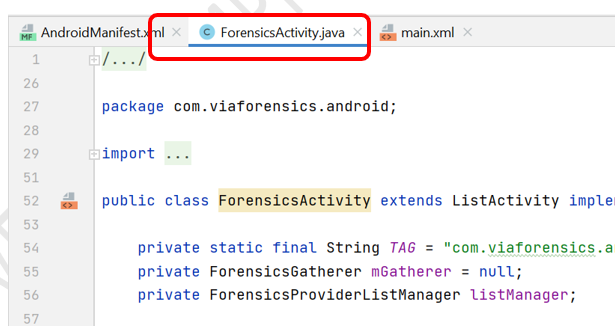 AndroidManifest.xml ForensicsActivity.java main.xml
1 /.../
26
27 package com.viaforensics.android;
28
29 import ...
51
52 public class ForensicsActivity extends ListActivity implem
53
54 private static final String TAG = "com.viaforensics.a
55 private ForensicsGatherer mGatherer = null;
56 private ForensicsProviderListManager listManager;
57